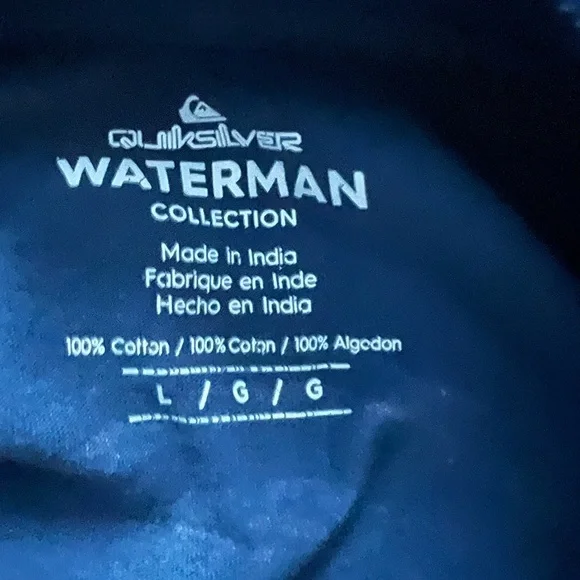 QUIKSILVER
WATERMAN
COLLECTION
Made in India
Fabrique en Inde
Hecho en India
100% Cotton / 100% Coton / 100% Algodon
L / G / G